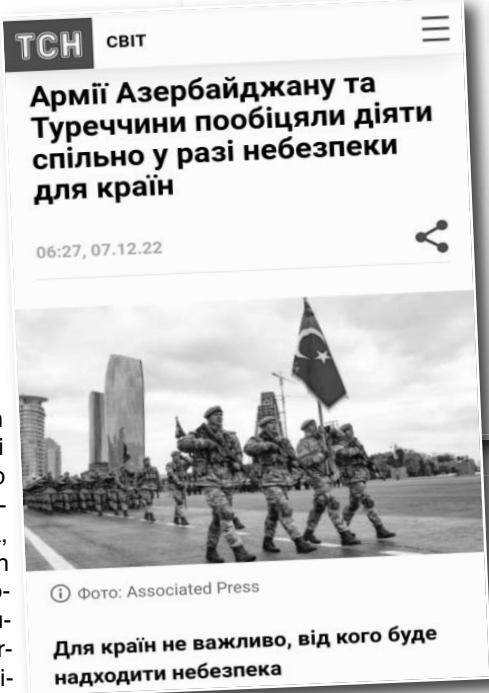 ТСН СВІТ
Армії Азербайджану та
Туреччини пообіцяли діяти
спільно у разі небезпеки
для країн
06:27, 07.12.22
Фото: Associated Press
Для країн не важливо, від кого буде
надходити небезпека